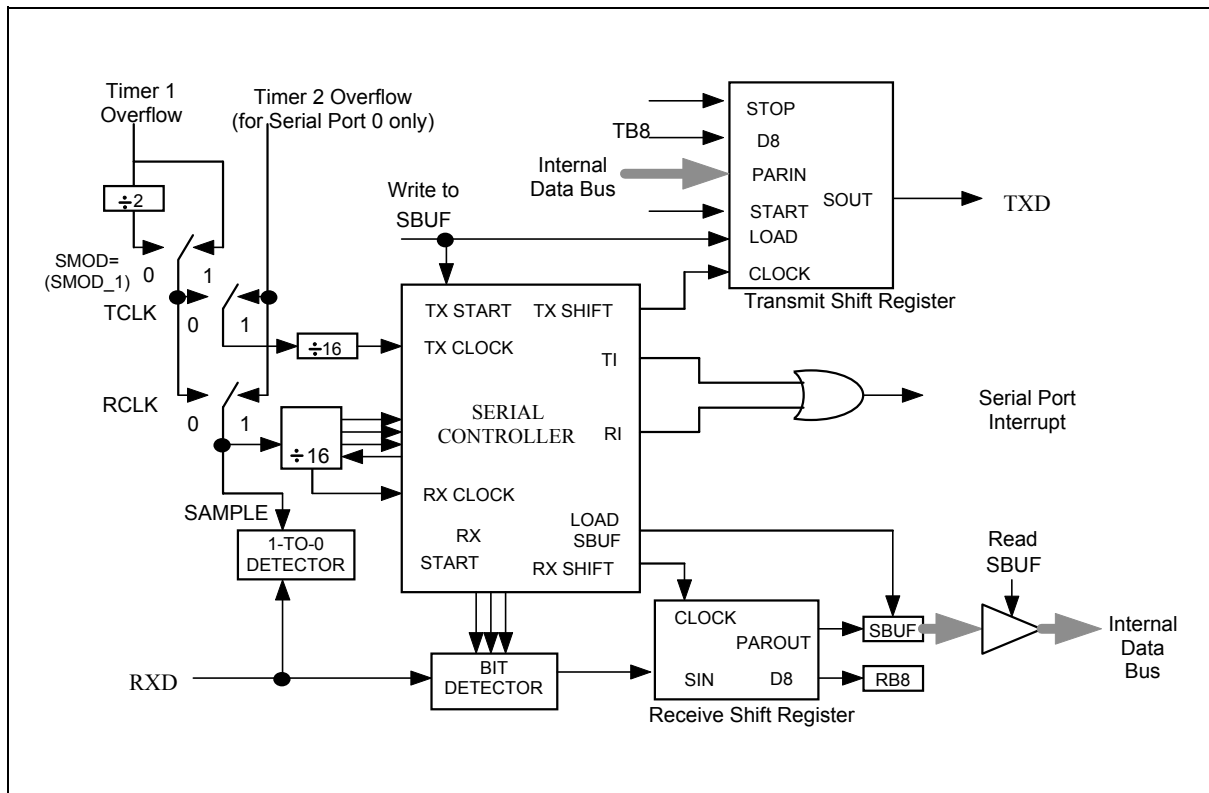 Timer 1
Overflow
Timer 2 Overflow
(for Serial Port 0 only)
÷2
SMOD=
(SMOD_1)
0
1
TCLK
0
1
÷16
RCLK
0
1
÷16
SAMPLE
1-TO-0
DETECTOR
RXD
Write to
SBUF
TX START
TX SHIFT
TX CLOCK
TI
SERIAL
CONTROLLER
RI
RX CLOCK
LOAD
SBUF
RX
START
RX SHIFT
BIT
DETECTOR
TB8
Internal
Data Bus
STOP
D8
PARIN
SOUT
START
LOAD
CLOCK
Transmit Shift Register
TXD
Serial Port
Interrupt
CLOCK
PAROUT
SIN
D8
Receive Shift Register
SBUF
RB8
Read
SBUF
Internal
Data
Bus